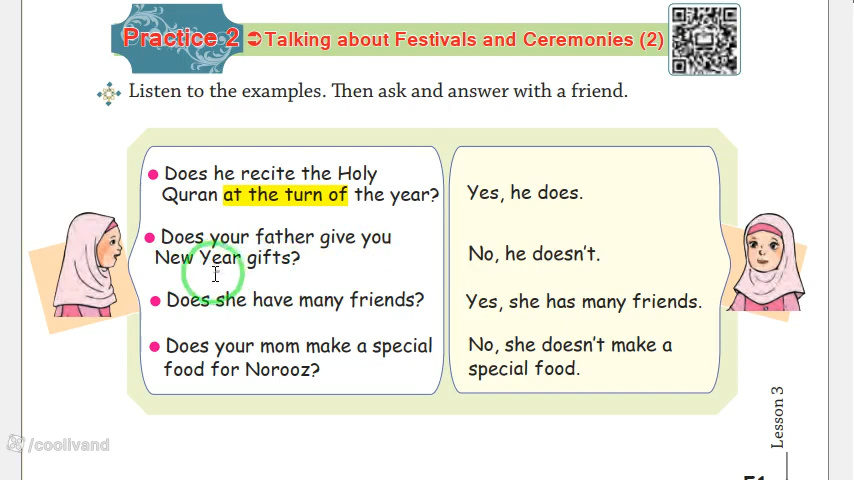 Practice 2 ➲ Talking about Festivals and Ceremonies (2)
Listen to the examples. Then ask and answer with a friend.
Does he recite the Holy
Quran at the turn of the year?
Yes, he does.
Does your father give you
New Year gifts?
No, he doesn't.
Does she have many friends?
Yes, she has many friends.
Does your mom make a special
food for Norooz?
No, she doesn't make a
special food.
Lesson 3
/coolivand